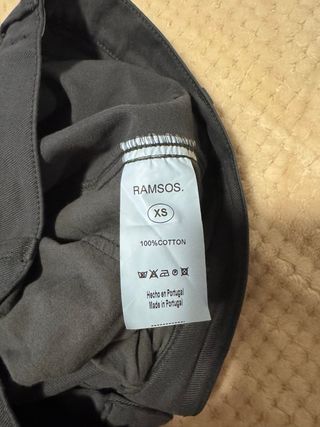 RAMSOS.
XS
100%COTTON
Hecho en Portugal
Made in Portugal